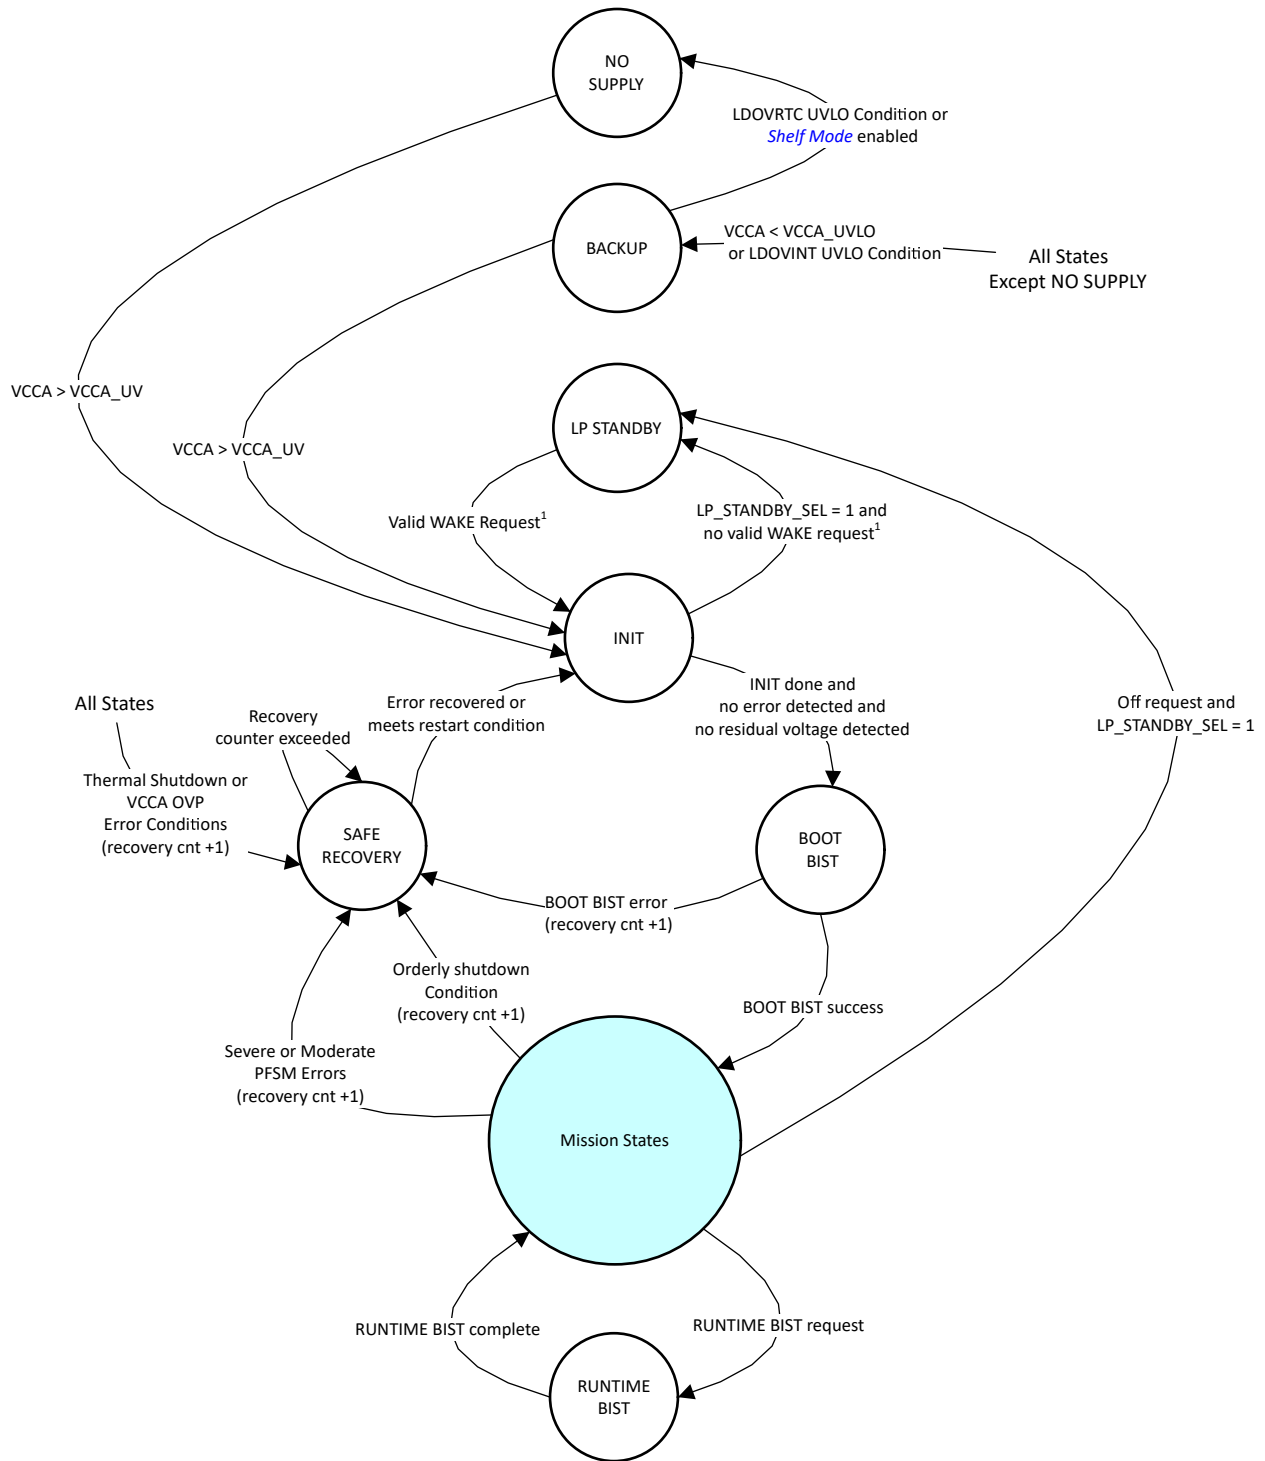 NO
SUPPLY
LDOVRTC UVLO Condition or
Shelf Mode enabled
BACKUP
VCCA < VCCA_UVLO
or LDOVINT UVLO Condition
All States
Except NO SUPPLY
VCCA > VCCA_UV
VCCA > VCCA_UV
LP STANDBY
Valid WAKE Request¹
LP_STANDBY_SEL = 1 and
no valid WAKE request¹
INIT
All States
Recovery
counter exceeded
Error recovered or
meets restart condition
INIT done and
no error detected and
no residual voltage detected
Off request and
LP_STANDBY_SEL = 1
Thermal Shutdown or
VCCA OVP
Error Conditions
(recovery cnt +1)
SAFE
RECOVERY
BOOT
BIST
BOOT BIST error
(recovery cnt +1)
Orderly shutdown
Condition
(recovery cnt +1)
BOOT BIST success
Severe or Moderate
PFSM Errors
(recovery cnt +1)
Mission States
RUNTIME BIST complete
RUNTIME BIST request
RUNTIME
BIST